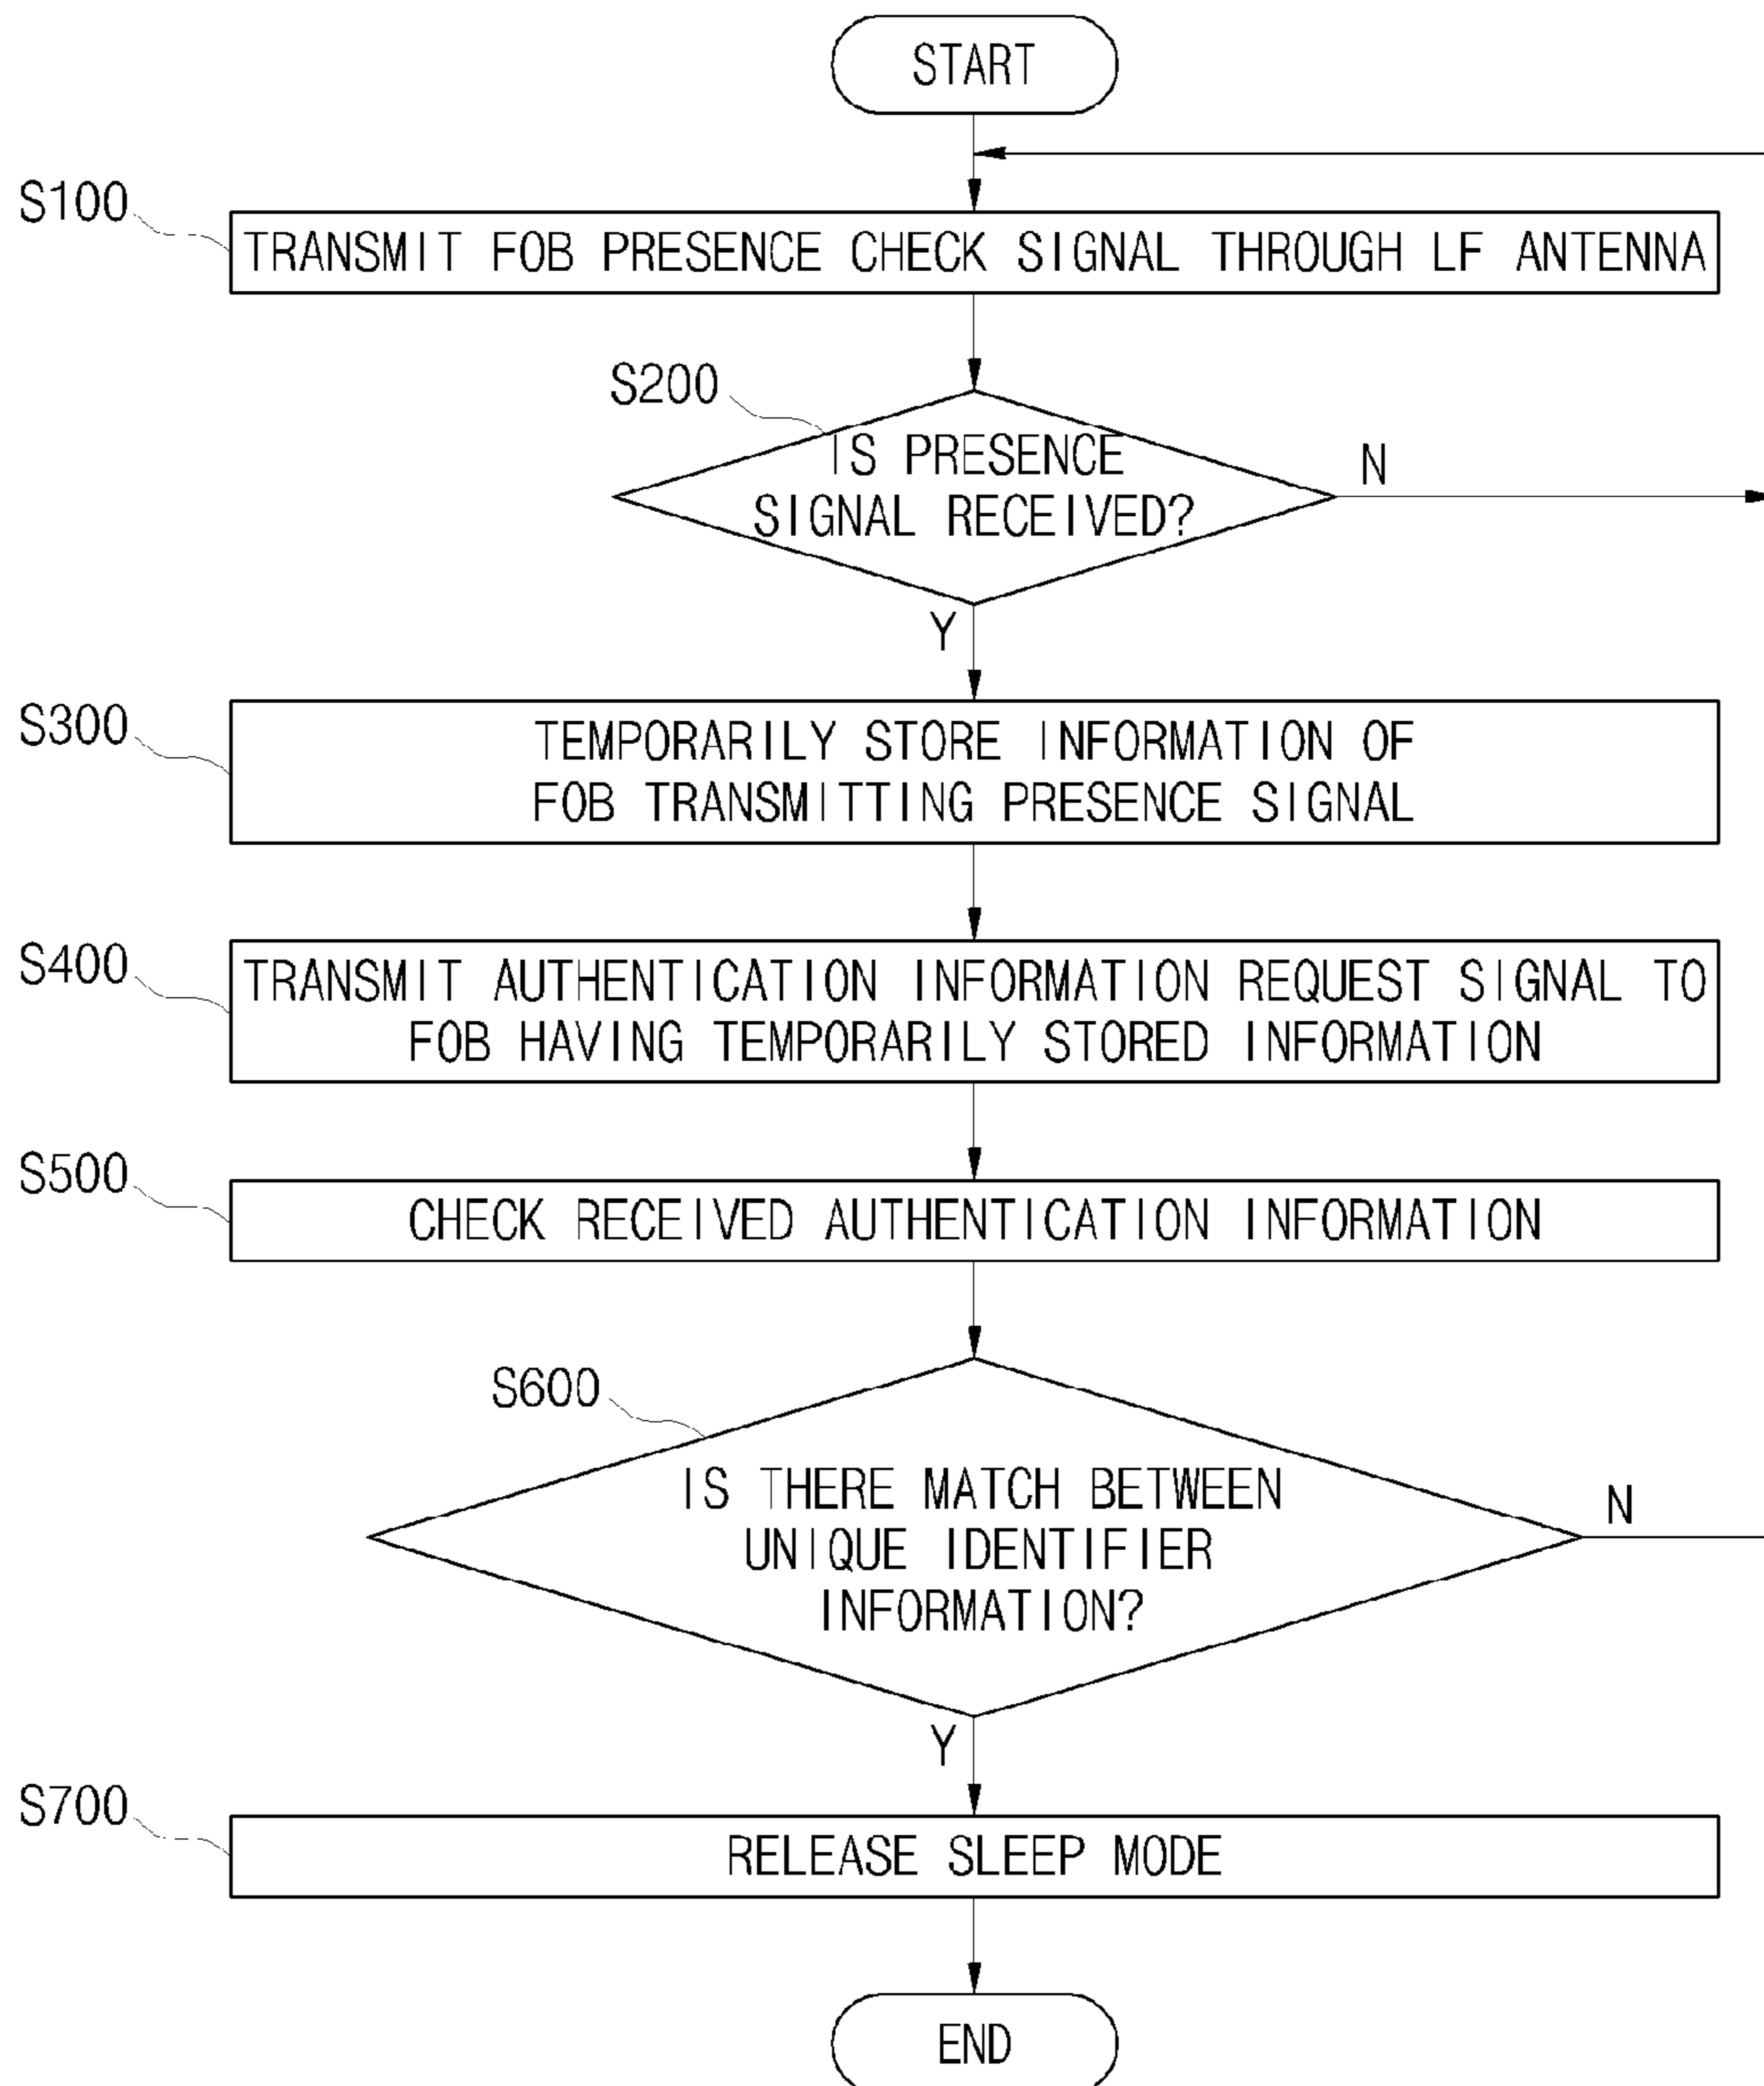 START
S100
TRANSMIT FOB PRESENCE CHECK SIGNAL THROUGH LF ANTENNA
S200
IS PRESENCE
SIGNAL RECEIVED?
N
Y
S300
TEMPORARILY STORE INFORMATION OF
FOB TRANSMITTING PRESENCE SIGNAL
S400
TRANSMIT AUTHENTICATION INFORMATION REQUEST SIGNAL TO
FOB HAVING TEMPORARILY STORED INFORMATION
S500
CHECK RECEIVED AUTHENTICATION INFORMATION
S600
IS THERE MATCH BETWEEN
UNIQUE IDENTIFIER
INFORMATION?
N
Y
S700
RELEASE SLEEP MODE
END